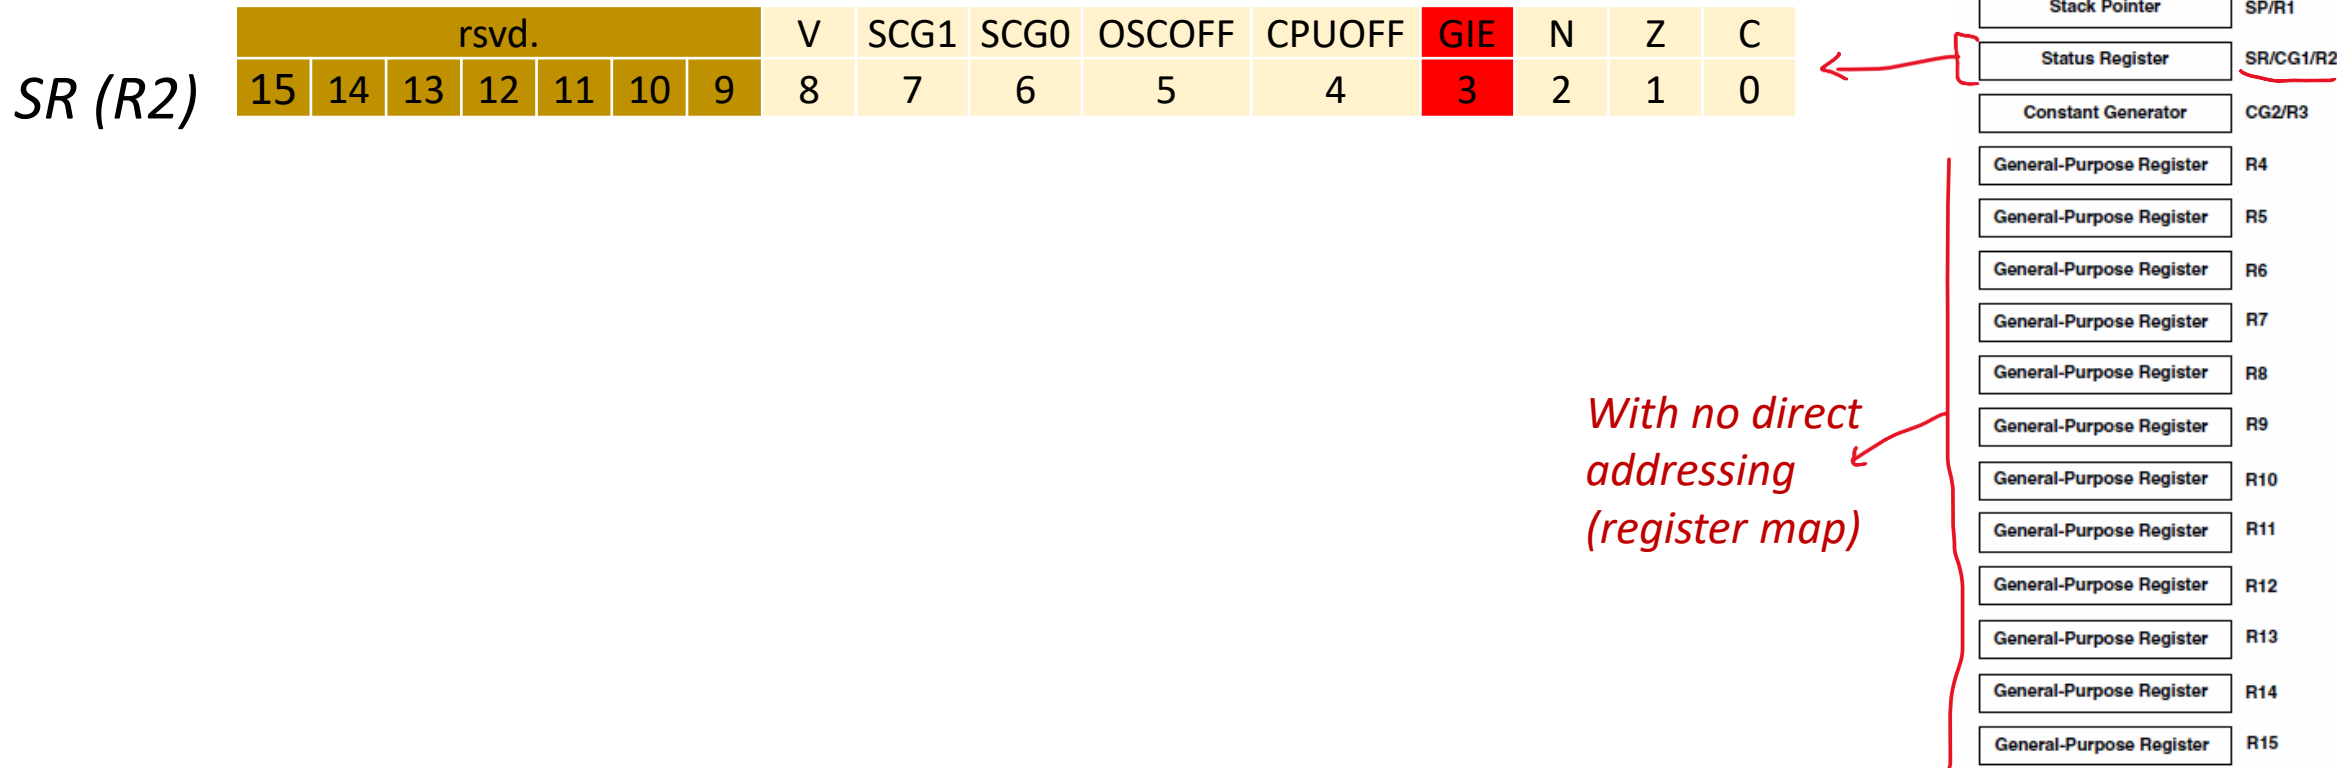 rsvd. V SCG1 SCG0 OSCOFF CPUOFF GIE N Z C
SR (R2) 15 14 13 12 11 10 9 8 7 6 5 4 3 2 1 0
Stack Pointer SP/R1
Status Register SR/CG1/R2
Constant Generator CG2/R3
General-Purpose Register R4
General-Purpose Register R5
General-Purpose Register R6
General-Purpose Register R7
General-Purpose Register R8
General-Purpose Register R9
General-Purpose Register R10
General-Purpose Register R11
General-Purpose Register R12
General-Purpose Register R13
General-Purpose Register R14
General-Purpose Register R15
With no direct
addressing
(register map)